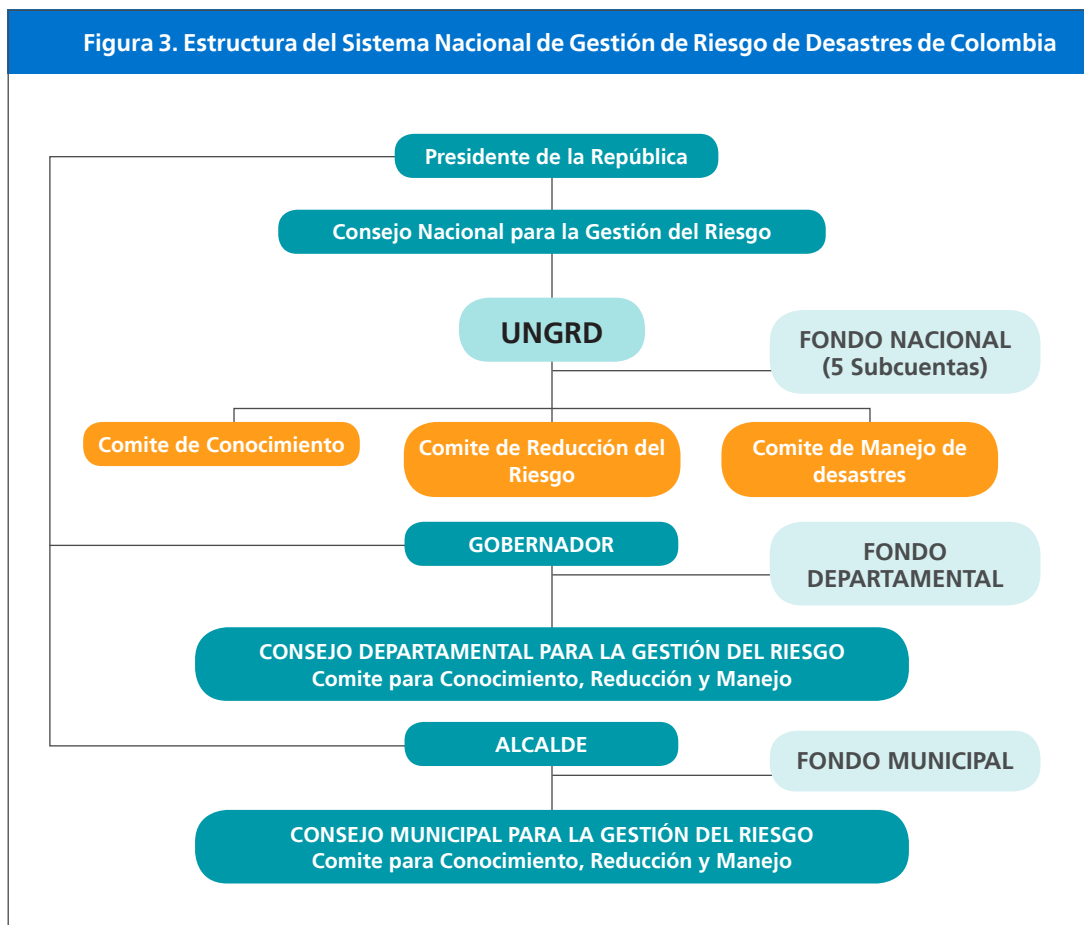 Figura 3. Estructura del Sistema Nacional de Gestión de Riesgo de Desastres de Colombia
Presidente de la República
Consejo Nacional para la Gestión del Riesgo
UNGRD
FONDO NACIONAL
(5 Subcuentas)
Comite de Conocimiento
Comite de Reducción del
Riesgo
Comite de Manejo de
desastres
GOBERNADOR
FONDO
DEPARTAMENTAL
CONSEJO DEPARTAMENTAL PARA LA GESTIÓN DEL RIESGO
Comite para Conocimiento, Reducción y Manejo
ALCALDE
FONDO MUNICIPAL
CONSEJO MUNICIPAL PARA LA GESTIÓN DEL RIESGO
Comite para Conocimiento, Reducción y Manejo